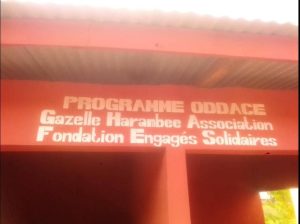 PROGRAMME ODDACE
Gazelle Harambee Association
Fondation Engagés Solidaires